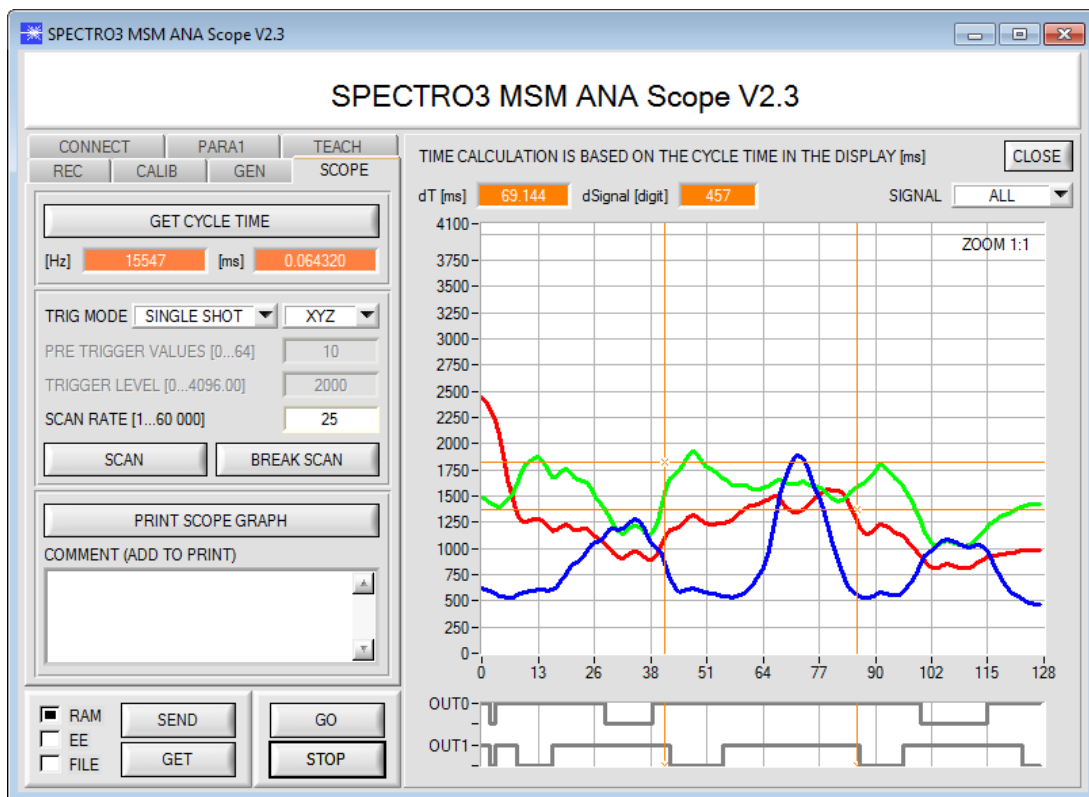 SPECTRO3 MSM ANA Scope V2.3
SPECTRO3 MSM ANA Scope V2.3
CONNECT PARA1 TEACH
REC CALIB GEN SCOPE
GET CYCLE TIME
[Hz] 15547 [ms] 0.064320
TRIG MODE SINGLE SHOT XYZ
PRE TRIGGER VALUES [0...64] 10
TRIGGER LEVEL [0...4096.00] 2000
SCAN RATE [1...60 000] 25
SCAN BREAK SCAN
PRINT SCOPE GRAPH
COMMENT (ADD TO PRINT)
RAM SEND GO
EE
FILE GET STOP
TIME CALCULATION IS BASED ON THE CYCLE TIME IN THE DISPLAY [ms] CLOSE
dT [ms] 69.144 dSignal [digit] 457 SIGNAL ALL
ZOOM 1:1
4100
3750
3500
3250
3000
2750
2500
2250
2000
1750
1500
1250
1000
750
500
250
0
0 13 26 38 51 64 77 90 102 115 128
OUT0
OUT1